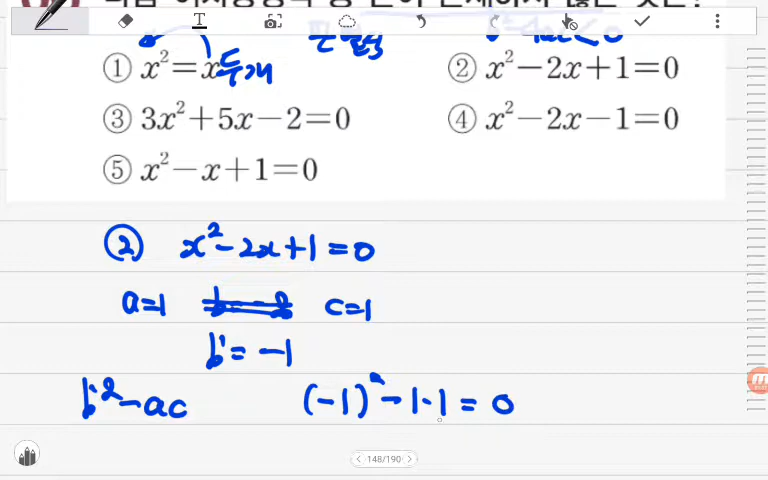 ① x²=x 두개
② x²−2x+1=0
③ 3x²+5x−2=0
④ x²−2x−1=0
⑤ x²−x+1=0
② x²-2x+1=0
a=1 b=-2 c=1
b'=-1
b'²-ac (-1)²-1·1=0
148/190